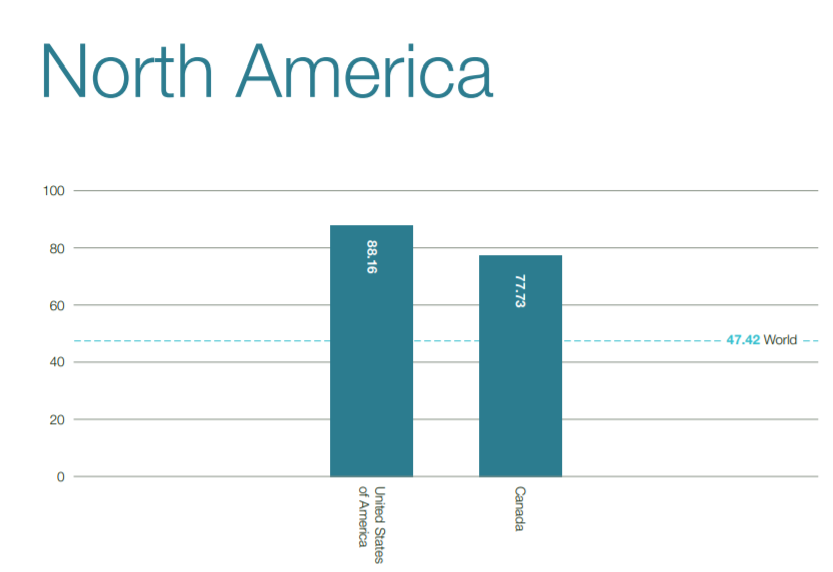 North America
100
80
60
40
20
0
88.16
77.73
47.42 World
United States
of America
Canada